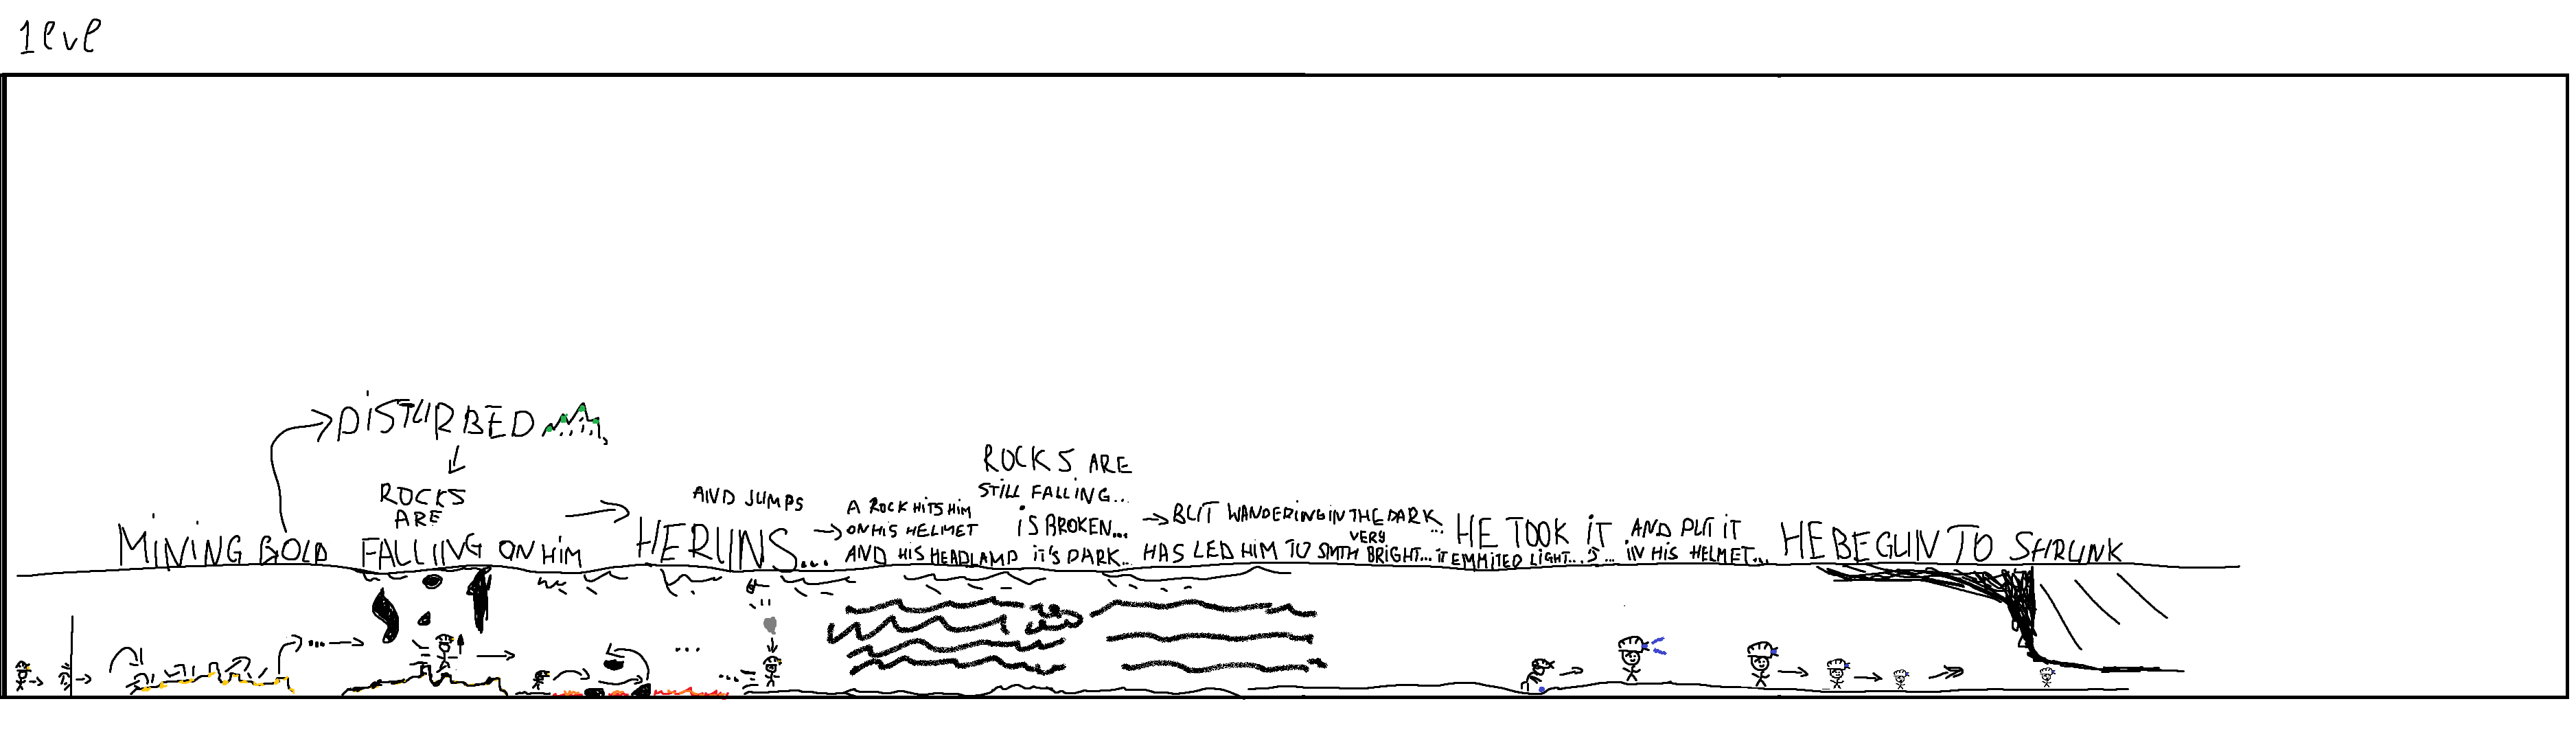 1 lvl
DiSTURBED
ROCKS
ARE
MiNiNG GOLD
FALLiNG ON HiM
AND JUMPS
HE RUNS...
A ROCK HiTS HiM
ON HiS HELMET
AND HiS HEADLAMP
ROCKS ARE
STiLL FALLiNG...
iS BROKEN...
iT'S DARK...
BUT WANDERiNG iN THE DARK...
HAS LED HiM TO SMTH VERY BRiGHT... iT EMMiTED LiGHT...
HE TOOK iT AND PUT iT
iN HiS HELMET...
HE BEGUN TO SHRUNK